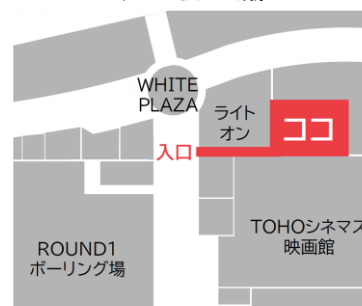 WHITE
PLAZA
ライト
オン
ココ
入口
TOHOシネマズ
映画館
ROUND1
ボーリング場